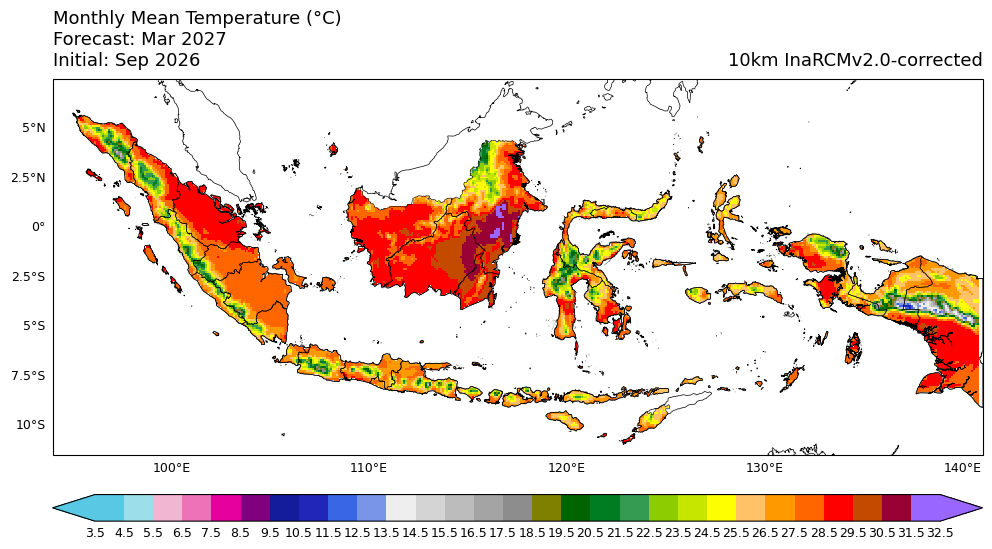 Monthly Mean Temperature (°C)
Forecast: Mar 2027
Initial: Sep 2026
10km InaRCMv2.0-corrected
5°N
2.5°N
0°
2.5°S
5°S
7.5°S
10°S
100°E 110°E 120°E 130°E 140°E
3.5 4.5 5.5 6.5 7.5 8.5 9.5 10.5 11.5 12.5 13.5 14.5 15.5 16.5 17.5 18.5 19.5 20.5 21.5 22.5 23.5 24.5 25.5 26.5 27.5 28.5 29.5 30.5 31.5 32.5